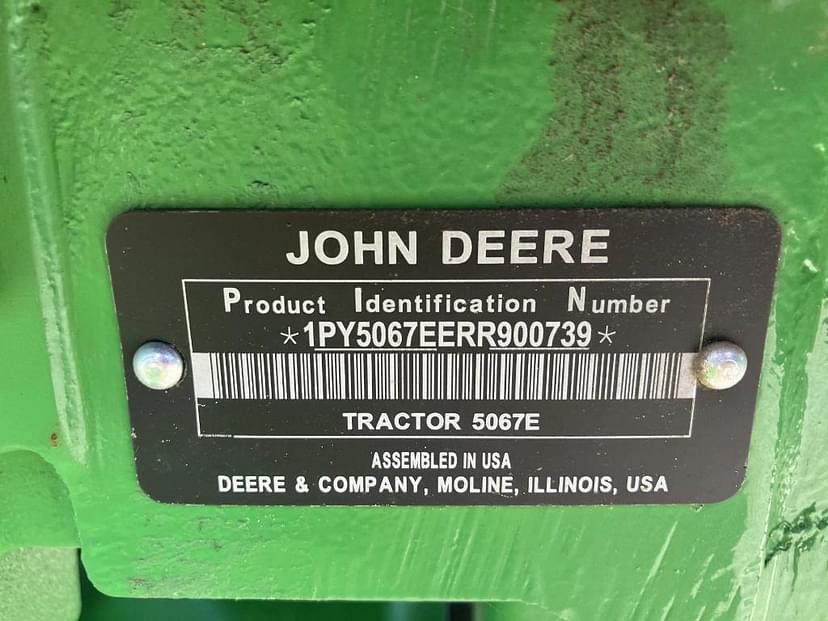 JOHN DEERE
Product Identification Number
*1PY5067EERR900739*
TRACTOR 5067E
ASSEMBLED IN USA
DEERE & COMPANY, MOLINE, ILLINOIS, USA